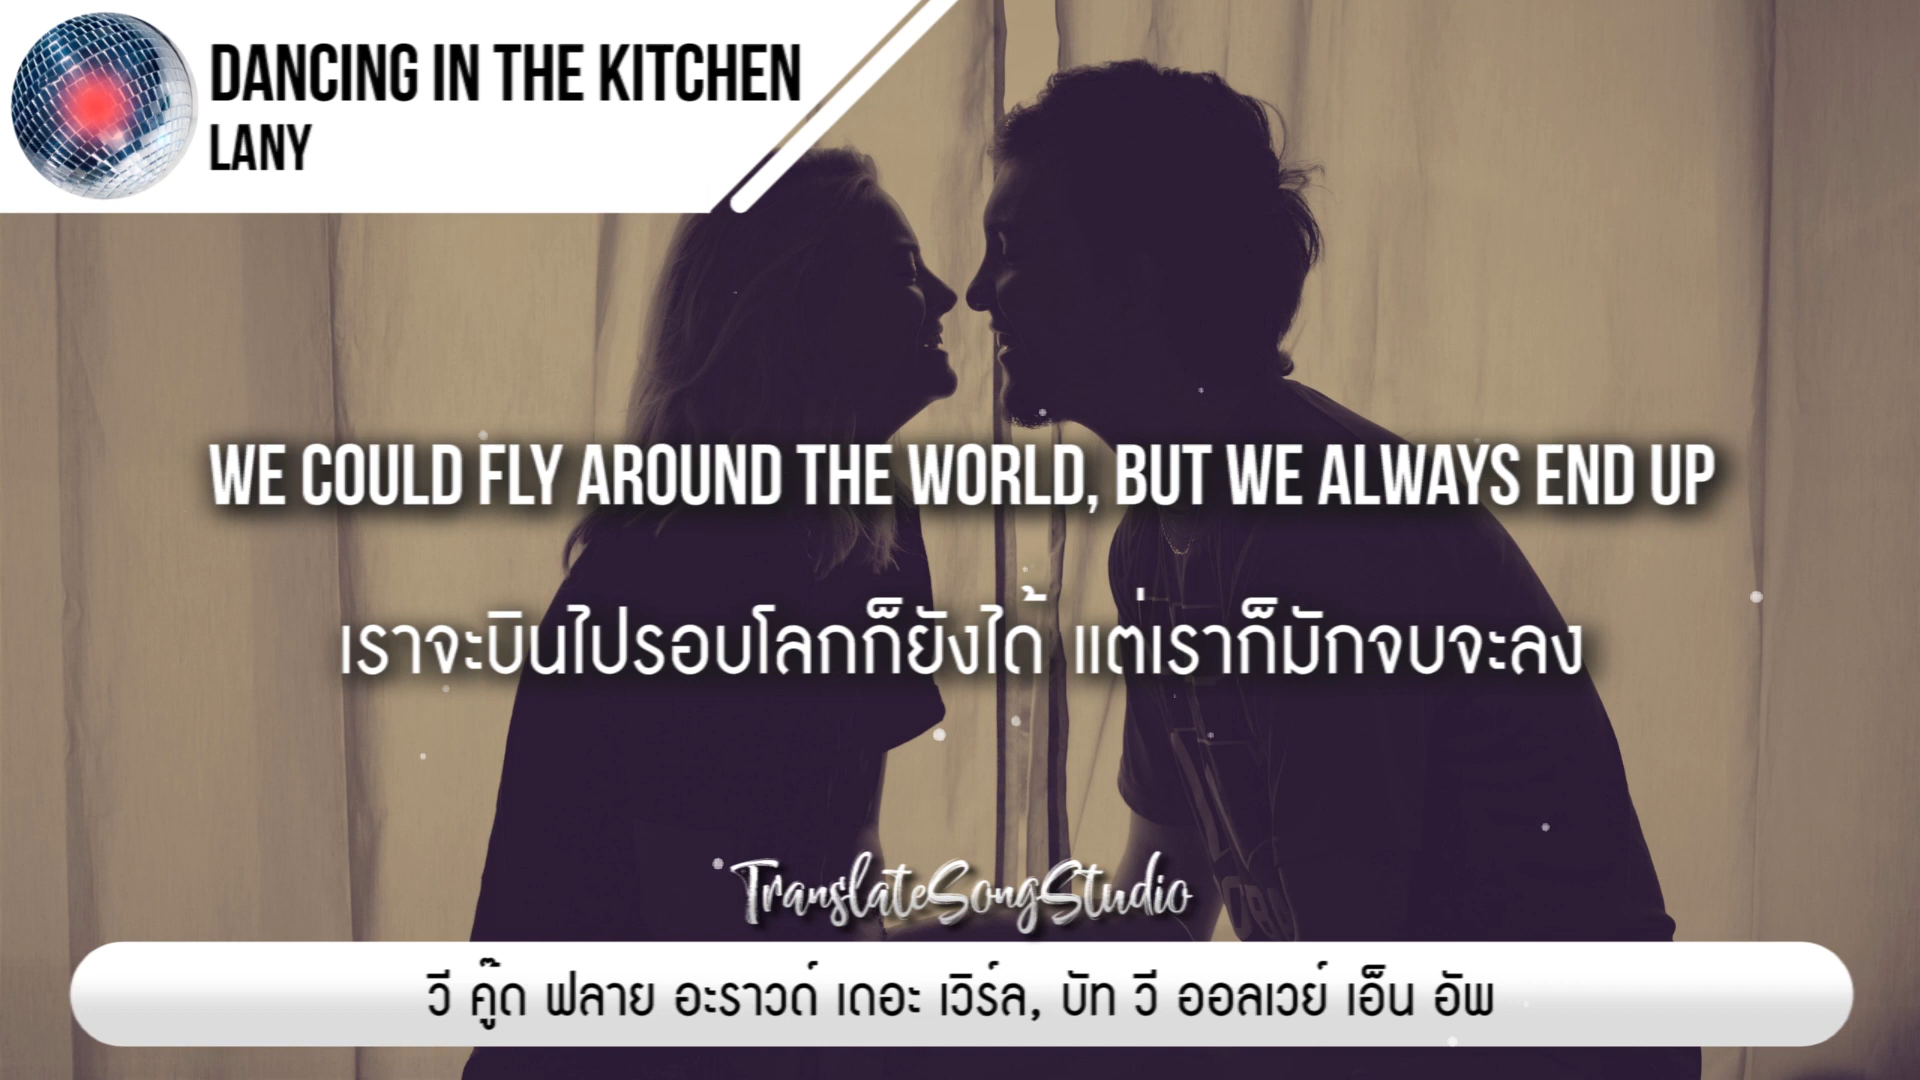 DANCING IN THE KITCHEN
LANY
WE COULD FLY AROUND THE WORLD, BUT WE ALWAYS END UP
เราจะบินไปรอบโลกก็ยังได้ แต่เราก็มักจบจะลง
TranslateSongStudio
วี คู๊ด ฟลาย อะราวด์ เดอะ เวิร์ล, บัท วี ออลเวย์ เอ็น อัพ